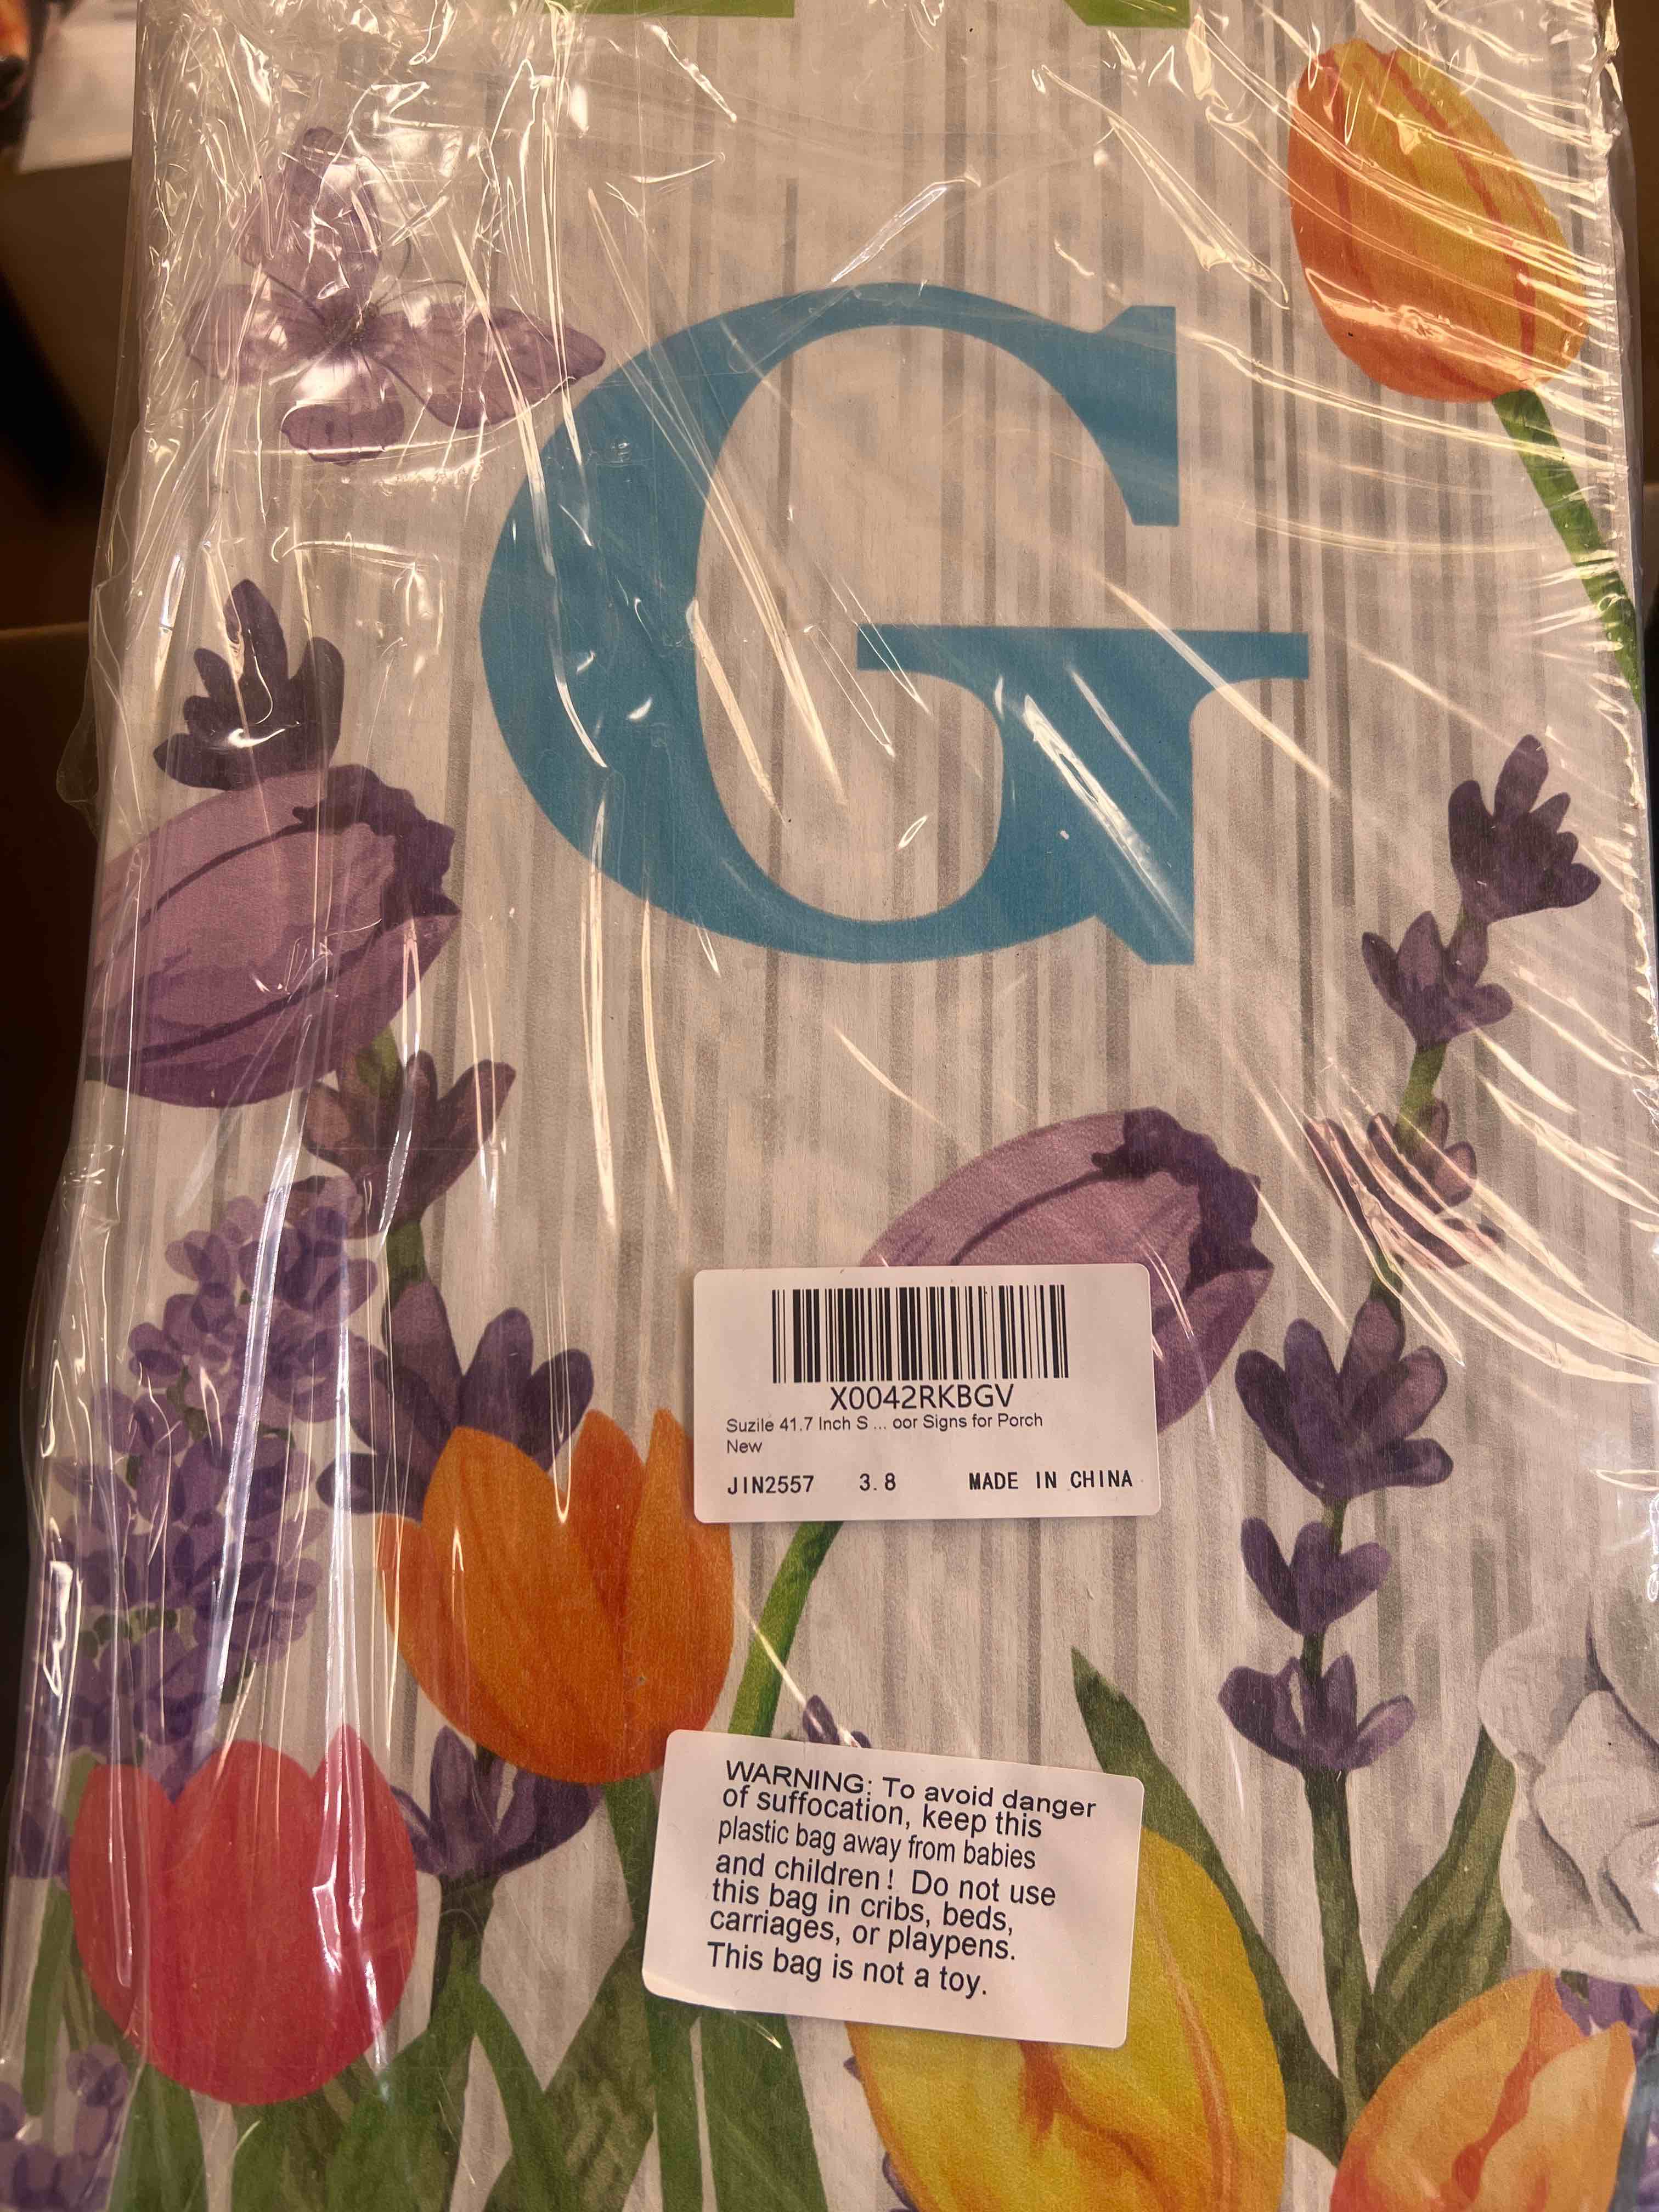 G
X0042RKBGV
Suzile 41.7 Inch S ... oor Signs for Porch
New
JIN2557 3.8 MADE IN CHINA
WARNING: To avoid danger
of suffocation, keep this
plastic bag away from babies
and children! Do not use
this bag in cribs, beds,
carriages, or playpens.
This bag is not a toy.